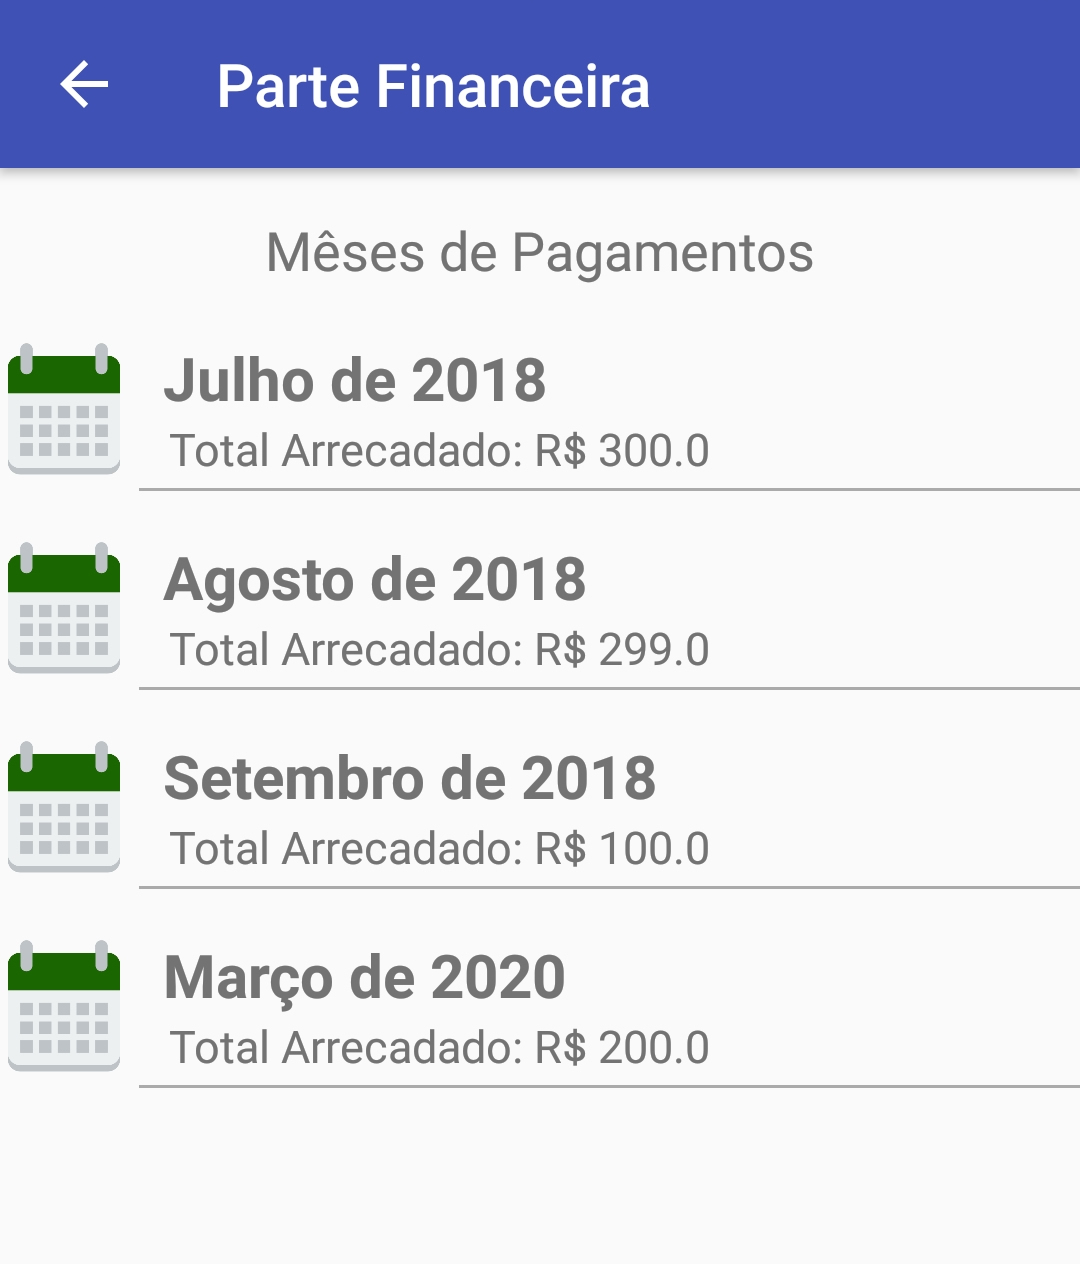 Parte Financeira
Mêses de Pagamentos
Julho de 2018
Total Arrecadado: R$ 300.0
Agosto de 2018
Total Arrecadado: R$ 299.0
Setembro de 2018
Total Arrecadado: R$ 100.0
Março de 2020
Total Arrecadado: R$ 200.0